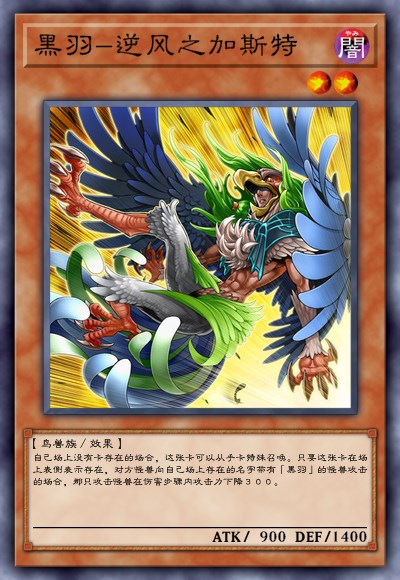 黑羽-逆风之加斯特
やみ
闇
【鸟兽族／效果】
自己场上没有卡存在的场合，这张卡可以从手卡特殊召唤。只要这张卡在场
上表侧表示存在，对方怪兽向自己场上存在的名字带有「黑羽」的怪兽攻击
的场合，那只攻击怪兽在伤害步骤内攻击力下降３００。
ATK/ 900 DEF/1400